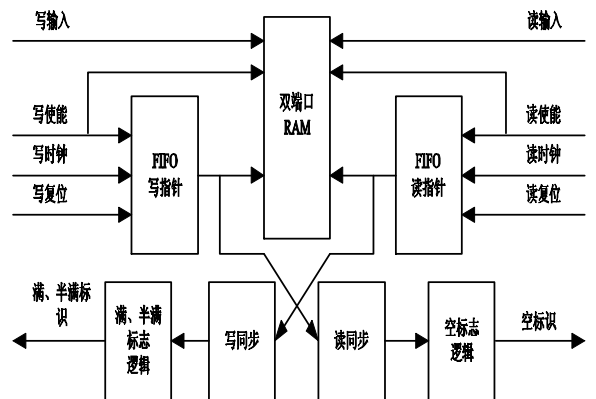 写输入
读输入
双端口
RAM
写使能
写时钟
写复位
FIFO
写指针
FIFO
读指针
读使能
读时钟
读复位
满、半满标
识
满、半满
标志
逻辑
写同步
读同步
空标志
逻辑
空标识